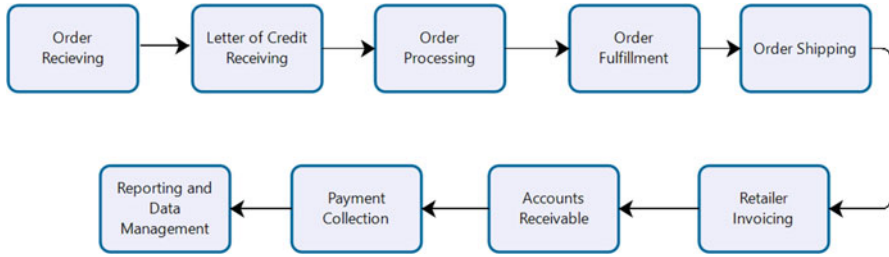 Order
Recieving
Letter of Credit
Receiving
Order
Processing
Order
Fulfillment
Order Shipping
Retailer
Invoicing
Accounts
Receivable
Payment
Collection
Reporting and
Data
Management